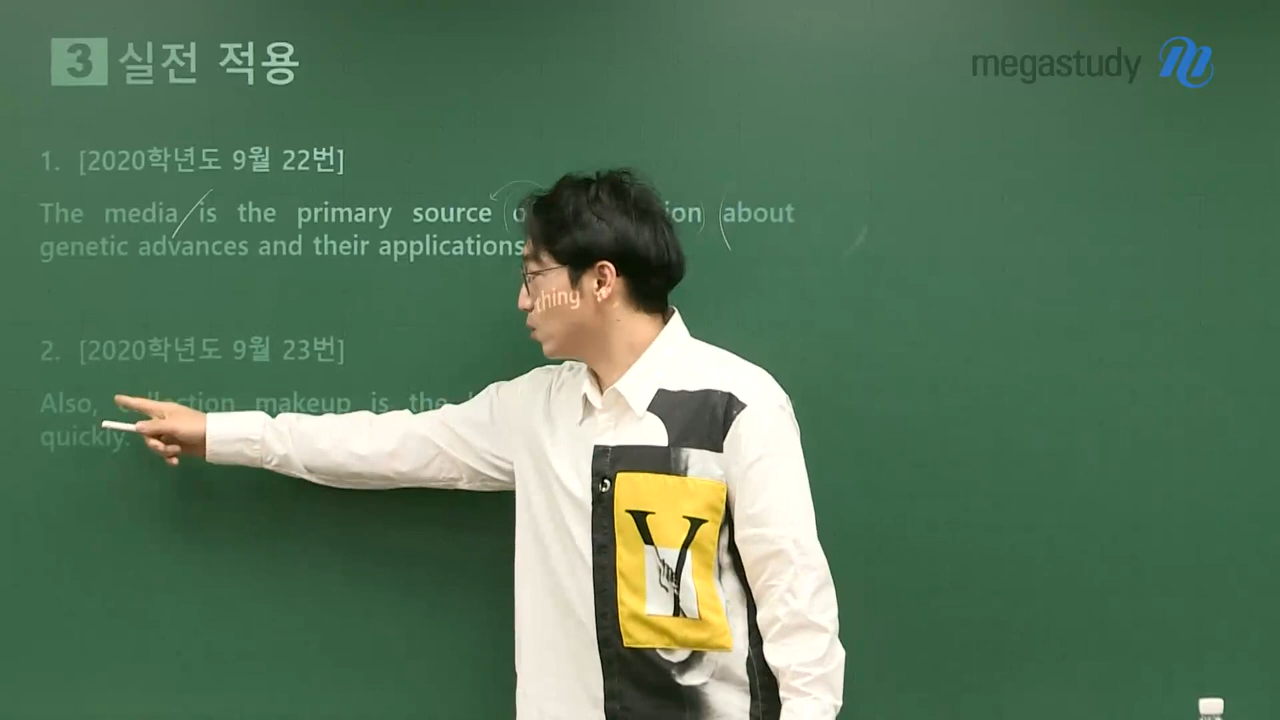 3 실전 적용
megastudy
1. [2020학년도 9월 22번]
The media is the primary source about
genetic advances and their applications
thing
2. [2020학년도 9월 23번]
Also, makeup is the
quickly.
Y